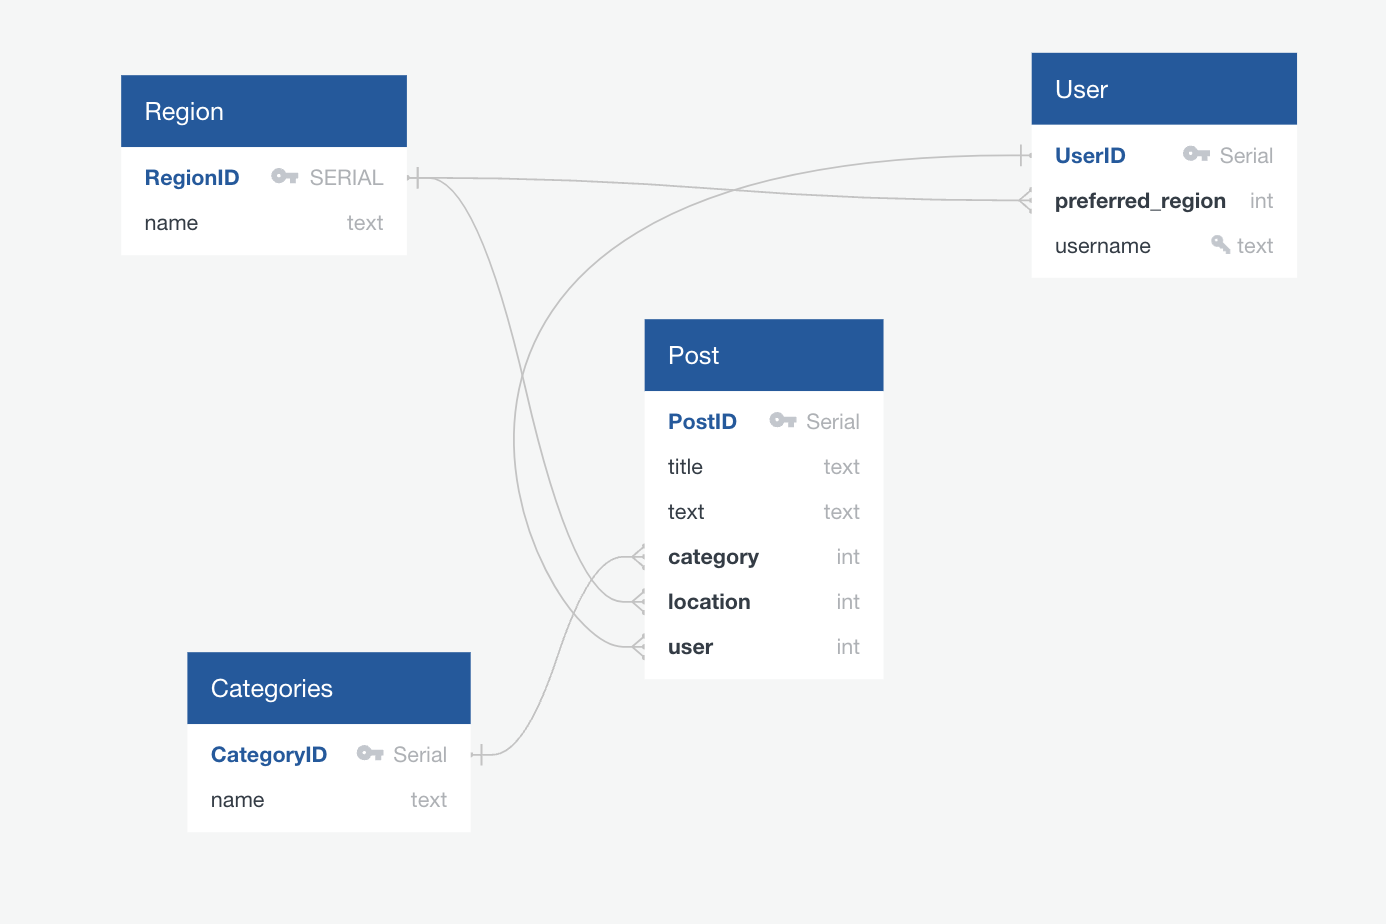 Region
RegionID SERIAL
name text
User
UserID Serial
preferred_region int
username text
Post
PostID Serial
title text
text text
category int
location int
user int
Categories
CategoryID Serial
name text